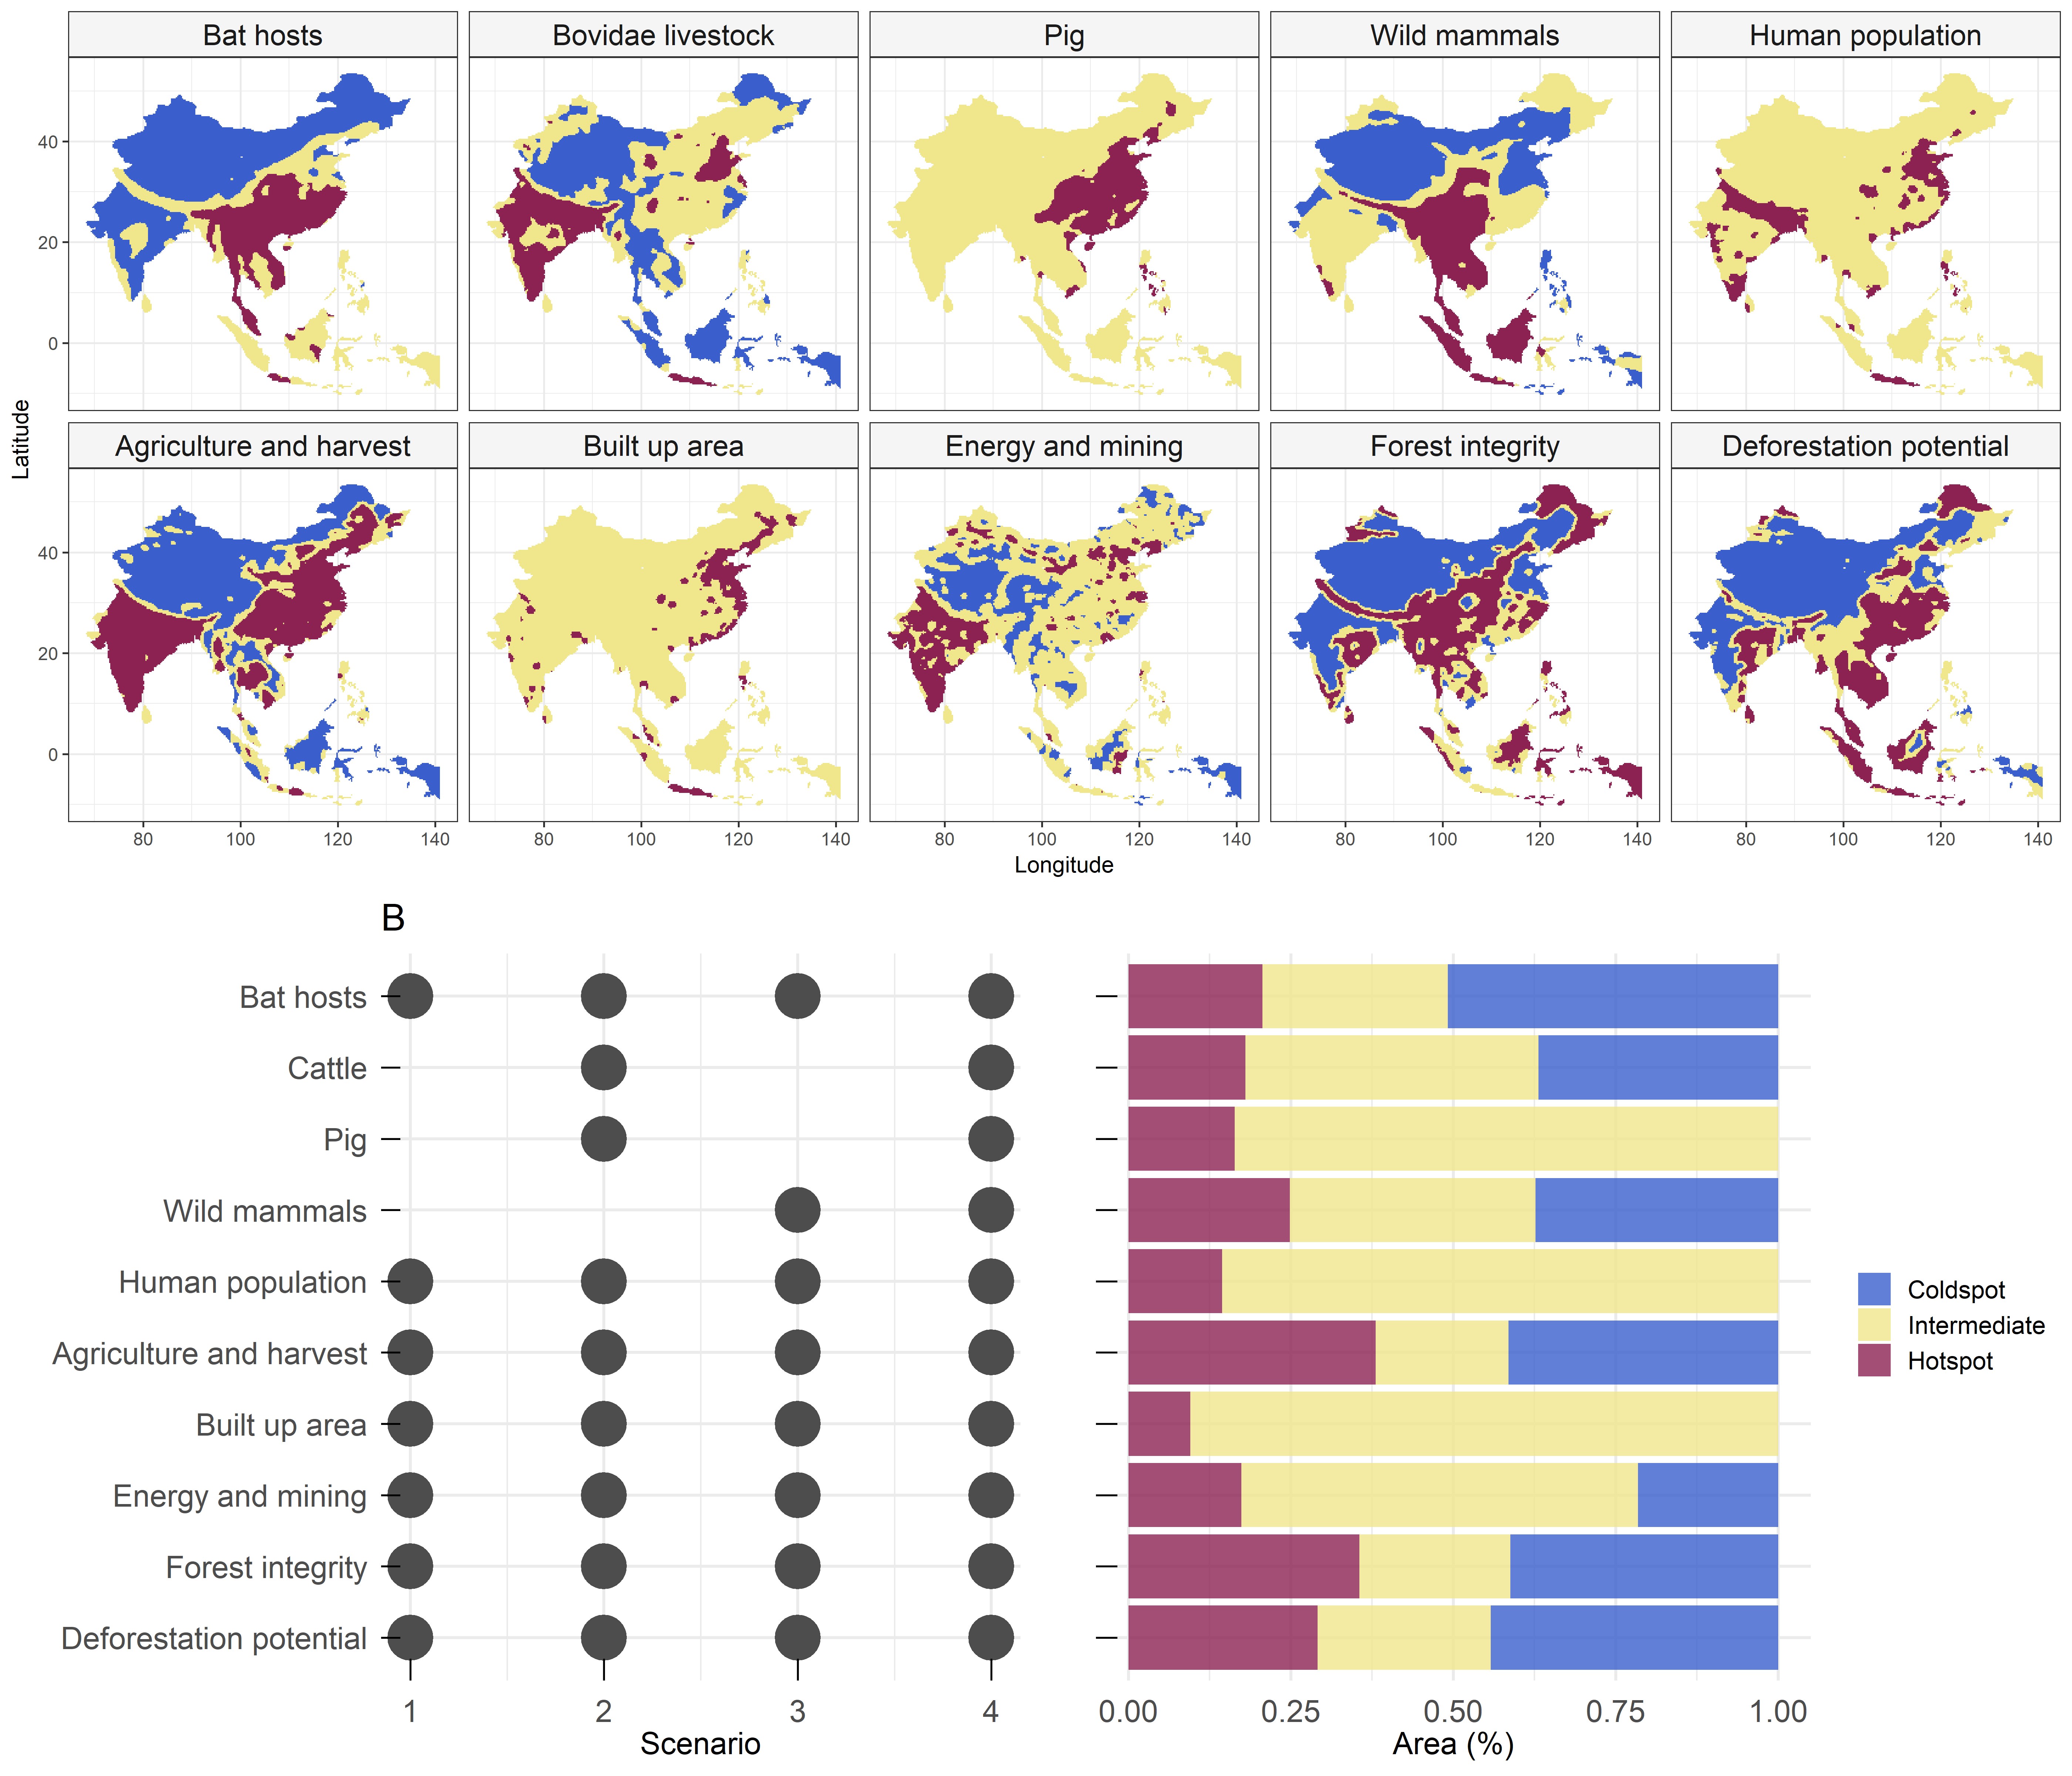 Bat hosts
Bovidae livestock
Pig
Wild mammals
Human population
40
20
0
Agriculture and harvest
Built up area
Energy and mining
Forest integrity
Deforestation potential
40
20
0
80 100 120 140
80 100 120 140
80 100 120 140
80 100 120 140
80 100 120 140
Latitude
Longitude
B
Bat hosts
Cattle
Pig
Wild mammals
Human population
Agriculture and harvest
Built up area
Energy and mining
Forest integrity
Deforestation potential
1 2 3 4
Scenario
0.00 0.25 0.50 0.75 1.00
Area (%)
Coldspot
Intermediate
Hotspot